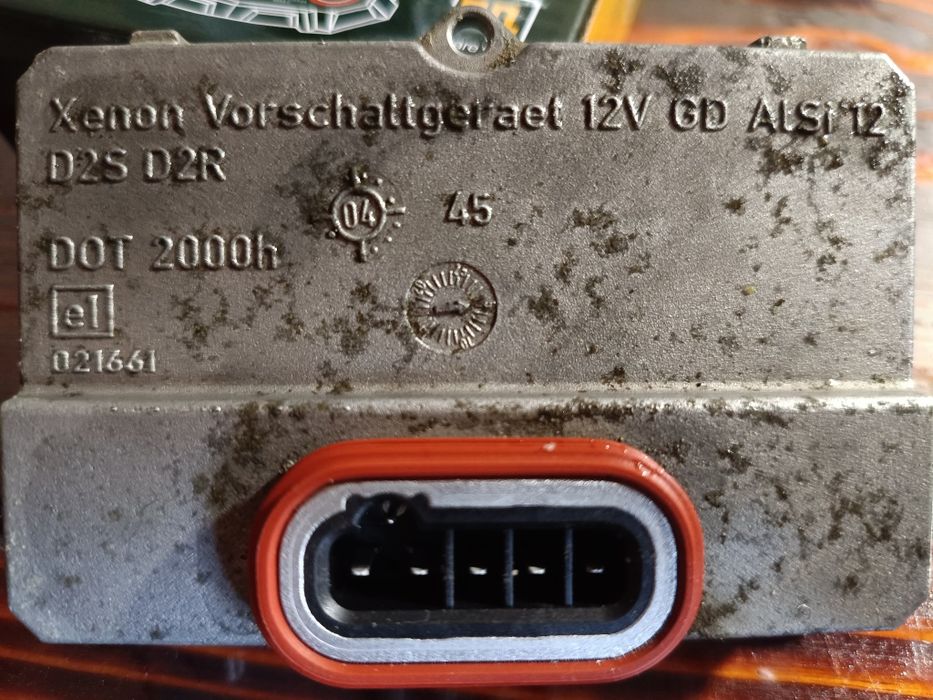 Xenon Vorschaltgeraet 12V GD AlSi 12
D2S D2R
04 45
DOT 2000h
e1
021661